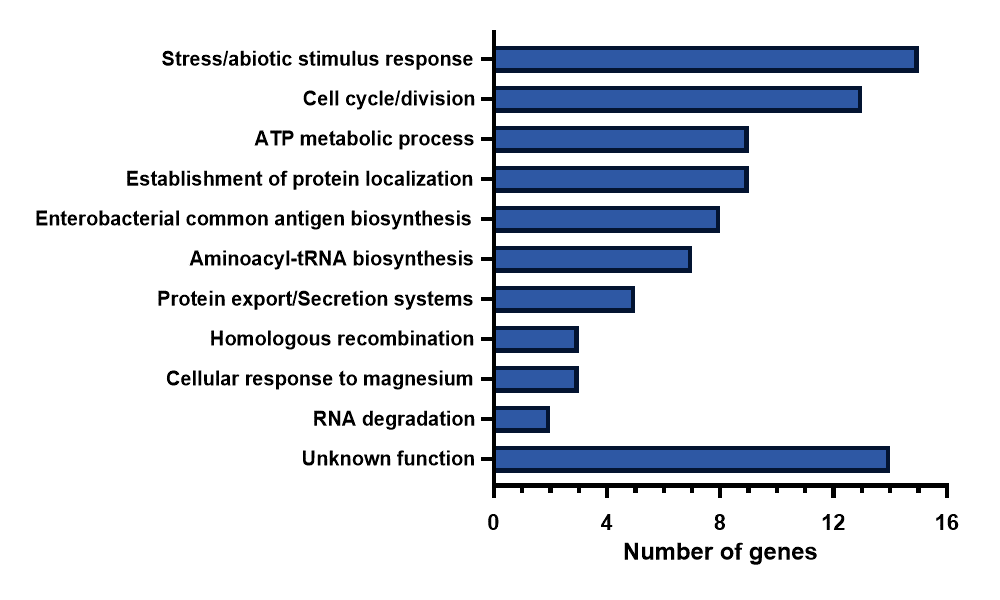 Stress/abiotic stimulus response
Cell cycle/division
ATP metabolic process
Establishment of protein localization
Enterobacterial common antigen biosynthesis
Aminoacyl-tRNA biosynthesis
Protein export/Secretion systems
Homologous recombination
Cellular response to magnesium
RNA degradation
Unknown function
0 4 8 12 16
Number of genes